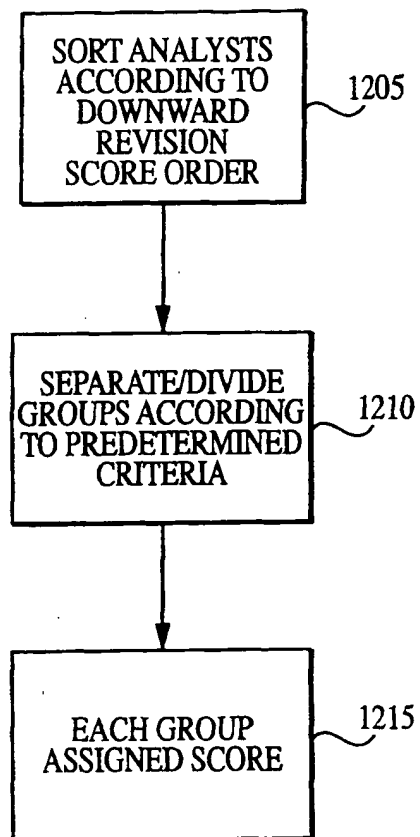 SORT ANALYSTS
ACCORDING TO
DOWNWARD
REVISION
SCORE ORDER
1205
SEPARATE/DIVIDE
GROUPS ACCORDING
TO PREDETERMINED
CRITERIA
1210
EACH GROUP
ASSIGNED SCORE
1215